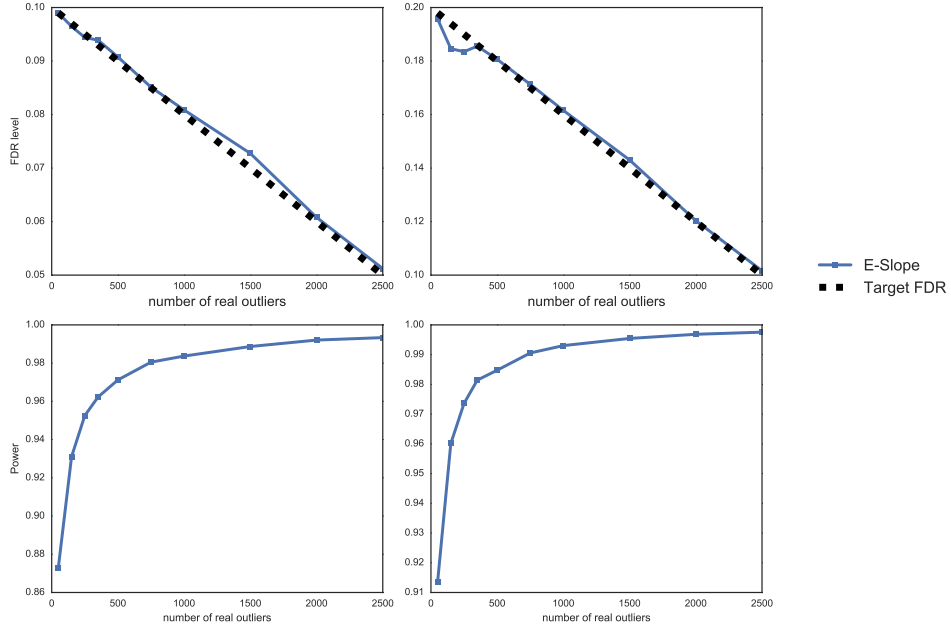 0.10
0.09
0.08
0.07
0.06
0.05
FDR level
0 500 1000 1500 2000 2500
number of real outliers
0.20
0.18
0.16
0.14
0.12
0.10
0 500 1000 1500 2000 2500
number of real outliers
E-Slope
Target FDR
1.00
0.98
0.96
0.94
0.92
0.90
0.88
0.86
Power
0 500 1000 1500 2000 2500
number of real outliers
1.00
0.99
0.98
0.97
0.96
0.95
0.94
0.93
0.92
0.91
0 500 1000 1500 2000 2500
number of real outliers